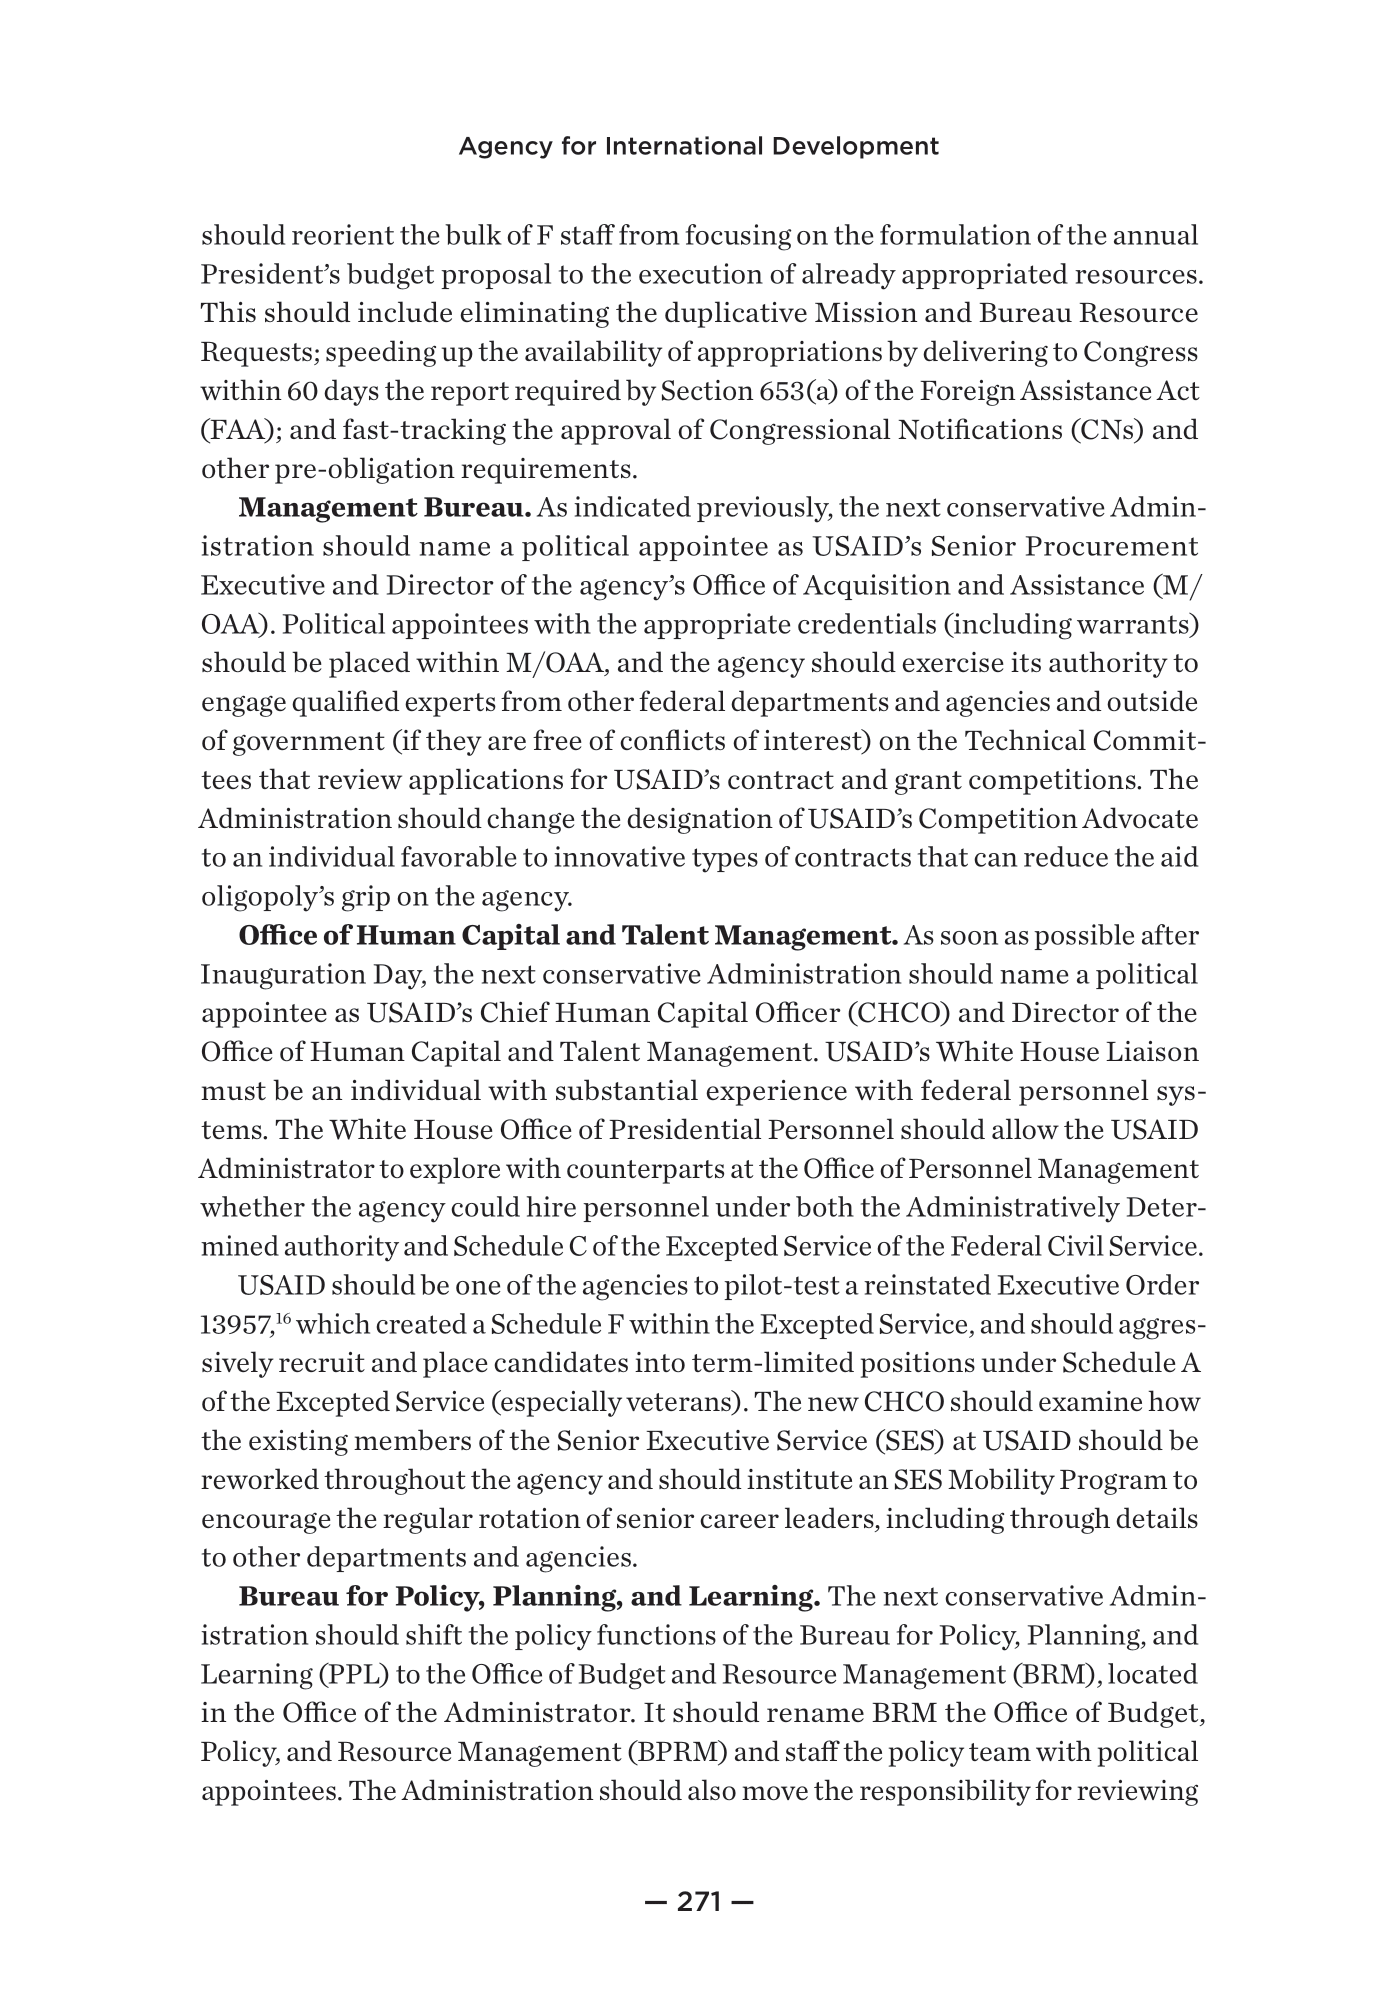 Agency for International Development
should reorient the bulk of F staff from focusing on the formulation of the annual
President’s budget proposal to the execution of already appropriated resources.
This should include eliminating the duplicative Mission and Bureau Resource
Requests; speeding up the availability of appropriations by delivering to Congress
within 60 days the report required by Section 653(a) of the Foreign Assistance Act
(FAA); and fast-tracking the approval of Congressional Notifications (CNs) and
other pre-obligation requirements.
Management Bureau. As indicated previously, the next conservative Admin-
istration should name a political appointee as USAID’s Senior Procurement
Executive and Director of the agency’s Office of Acquisition and Assistance (M/
OAA). Political appointees with the appropriate credentials (including warrants)
should be placed within M/OAA, and the agency should exercise its authority to
engage qualified experts from other federal departments and agencies and outside
of government (if they are free of conflicts of interest) on the Technical Commit-
tees that review applications for USAID’s contract and grant competitions. The
Administration should change the designation of USAID’s Competition Advocate
to an individual favorable to innovative types of contracts that can reduce the aid
oligopoly’s grip on the agency.
Office of Human Capital and Talent Management. As soon as possible after
Inauguration Day, the next conservative Administration should name a political
appointee as USAID’s Chief Human Capital Officer (CHCO) and Director of the
Office of Human Capital and Talent Management. USAID’s White House Liaison
must be an individual with substantial experience with federal personnel sys-
tems. The White House Office of Presidential Personnel should allow the USAID
Administrator to explore with counterparts at the Office of Personnel Management
whether the agency could hire personnel under both the Administratively Deter-
mined authority and Schedule C of the Excepted Service of the Federal Civil Service.
USAID should be one of the agencies to pilot-test a reinstated Executive Order
13957,16 which created a Schedule F within the Excepted Service, and should aggres-
sively recruit and place candidates into term-limited positions under Schedule A
of the Excepted Service (especially veterans). The new CHCO should examine how
the existing members of the Senior Executive Service (SES) at USAID should be
reworked throughout the agency and should institute an SES Mobility Program to
encourage the regular rotation of senior career leaders, including through details
to other departments and agencies.
Bureau for Policy, Planning, and Learning. The next conservative Admin-
istration should shift the policy functions of the Bureau for Policy, Planning, and
Learning (PPL) to the Office of Budget and Resource Management (BRM), located
in the Office of the Administrator. It should rename BRM the Office of Budget,
Policy, and Resource Management (BPRM) and staff the policy team with political
appointees. The Administration should also move the responsibility for reviewing
— 271 —